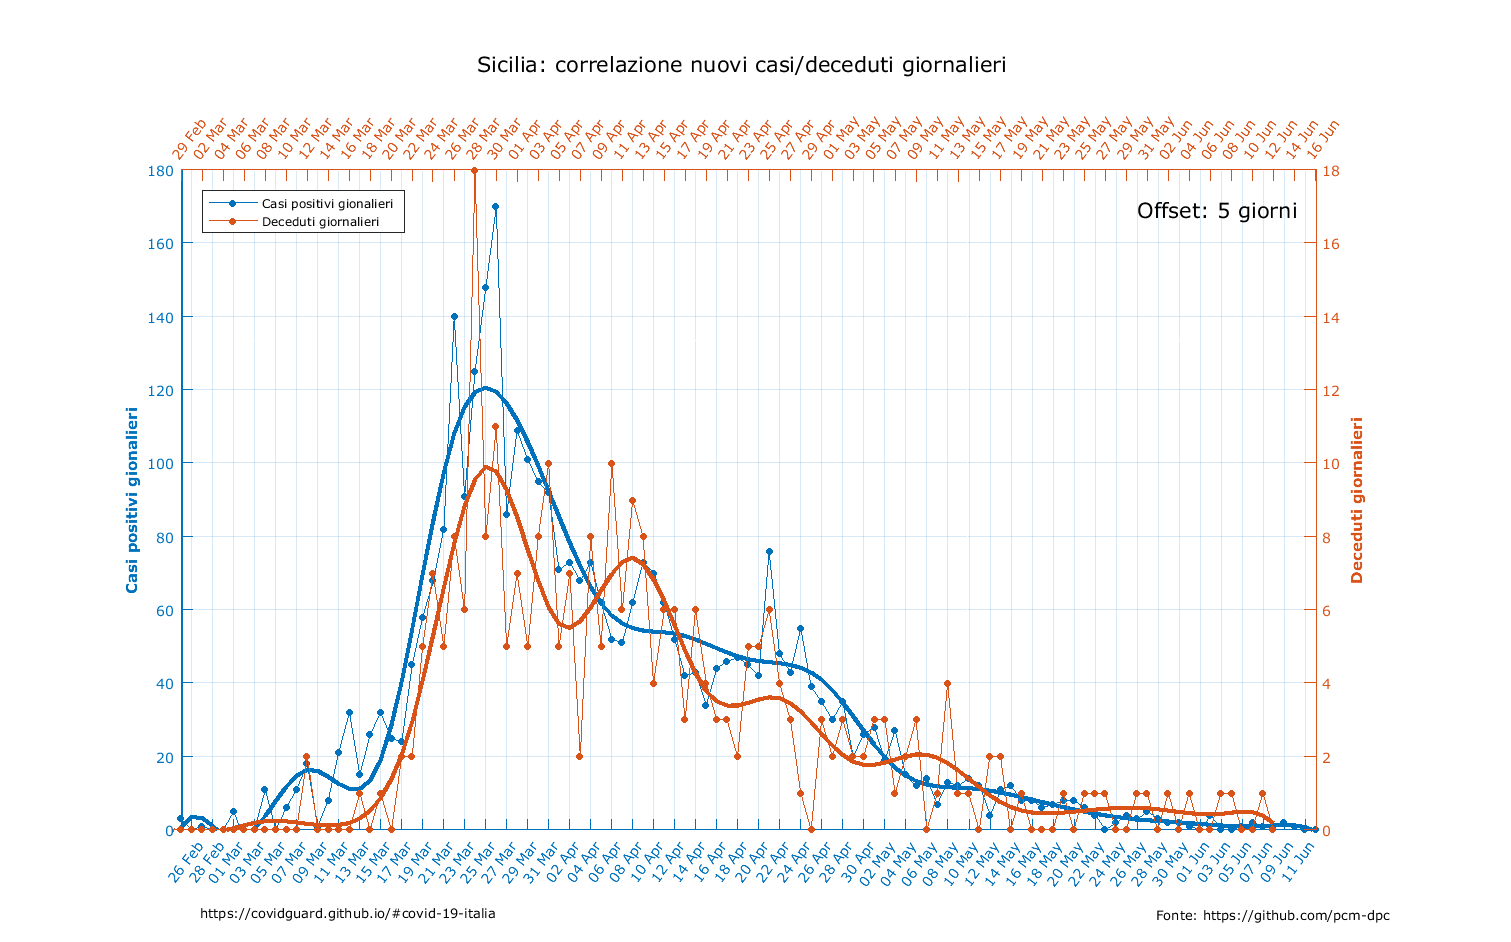 Sicilia: correlazione nuovi casi/deceduti giornalieri
29 Feb 02 Mar 04 Mar 06 Mar 08 Mar 10 Mar 12 Mar 14 Mar 16 Mar 18 Mar 20 Mar 22 Mar 24 Mar 26 Mar 28 Mar 30 Mar 01 Apr 03 Apr 05 Apr 07 Apr 09 Apr 11 Apr 13 Apr 15 Apr 17 Apr 19 Apr 21 Apr 23 Apr 25 Apr 27 Apr 29 Apr 01 May 03 May 05 May 07 May 09 May 11 May 13 May 15 May 17 May 19 May 21 May 23 May 25 May 27 May 29 May 31 May 02 Jun 04 Jun 06 Jun 08 Jun 10 Jun 12 Jun 14 Jun 16 Jun
180 18
Casi positivi gionalieri
Offset: 5 giorni
Deceduti giornalieri
160 16
140 14
120 12
100 10
80 8
60 6
40 4
20 2
0 0
Casi positivi gionalieri
Deceduti giornalieri
26 Feb 28 Feb 01 Mar 03 Mar 05 Mar 07 Mar 09 Mar 11 Mar 13 Mar 15 Mar 17 Mar 19 Mar 21 Mar 23 Mar 25 Mar 27 Mar 29 Mar 31 Mar 02 Apr 04 Apr 06 Apr 08 Apr 10 Apr 12 Apr 14 Apr 16 Apr 18 Apr 20 Apr 22 Apr 24 Apr 26 Apr 28 Apr 30 Apr 02 May 04 May 06 May 08 May 10 May 12 May 14 May 16 May 18 May 20 May 22 May 24 May 26 May 28 May 30 May 01 Jun 03 Jun 05 Jun 07 Jun 09 Jun 11 Jun
https://covidguard.github.io/#covid-19-italia
Fonte: https://github.com/pcm-dpc